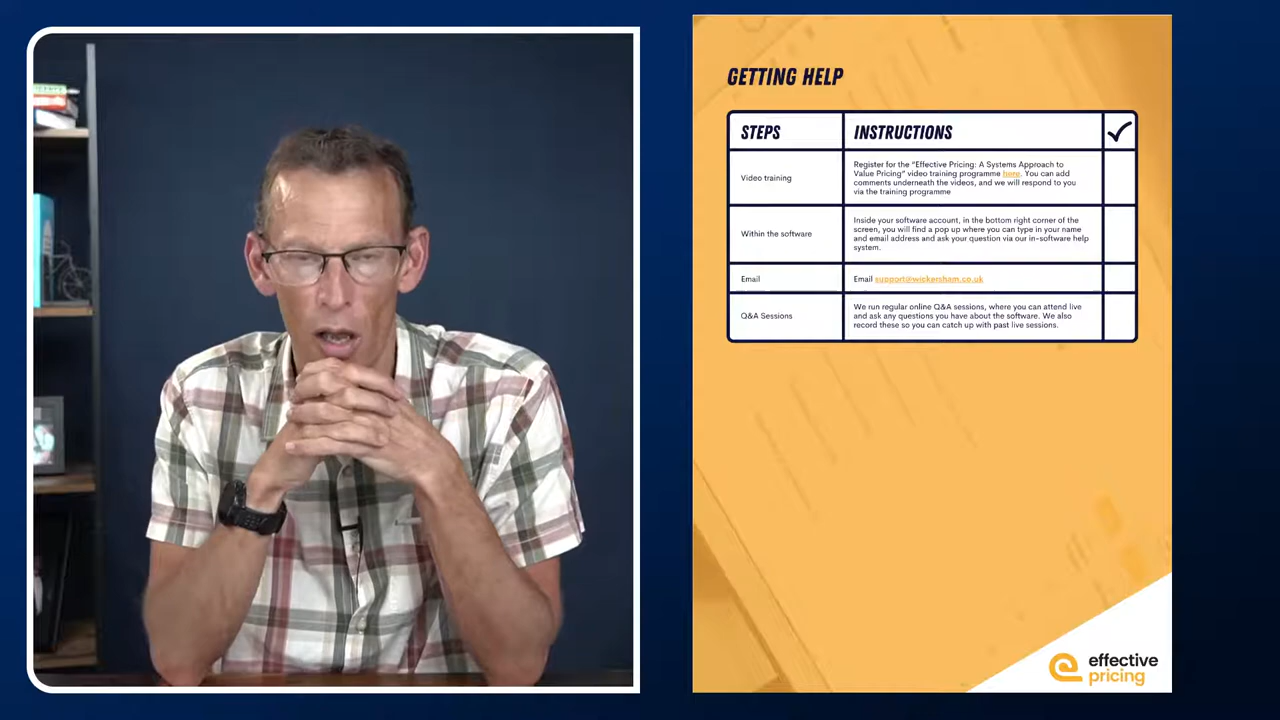 GETTING HELP
STEPS
INSTRUCTIONS
Video training
Register for the "Effective Pricing: A Systems Approach to
Value Pricing" video training programme here. You can add
comments underneath the videos, and we will respond to you
via the training programme
Within the software
Inside your software account, in the bottom right corner of the
screen, you will find a pop up where you can type in your name
and email address and ask your question via our in-software help
system.
Email
Email support@wickersham.co.uk
Q&A Sessions
We run regular online Q&A sessions, where you can attend live
and ask any questions you have about the software. We also
record these so you can catch up with past live sessions.
effective
pricing